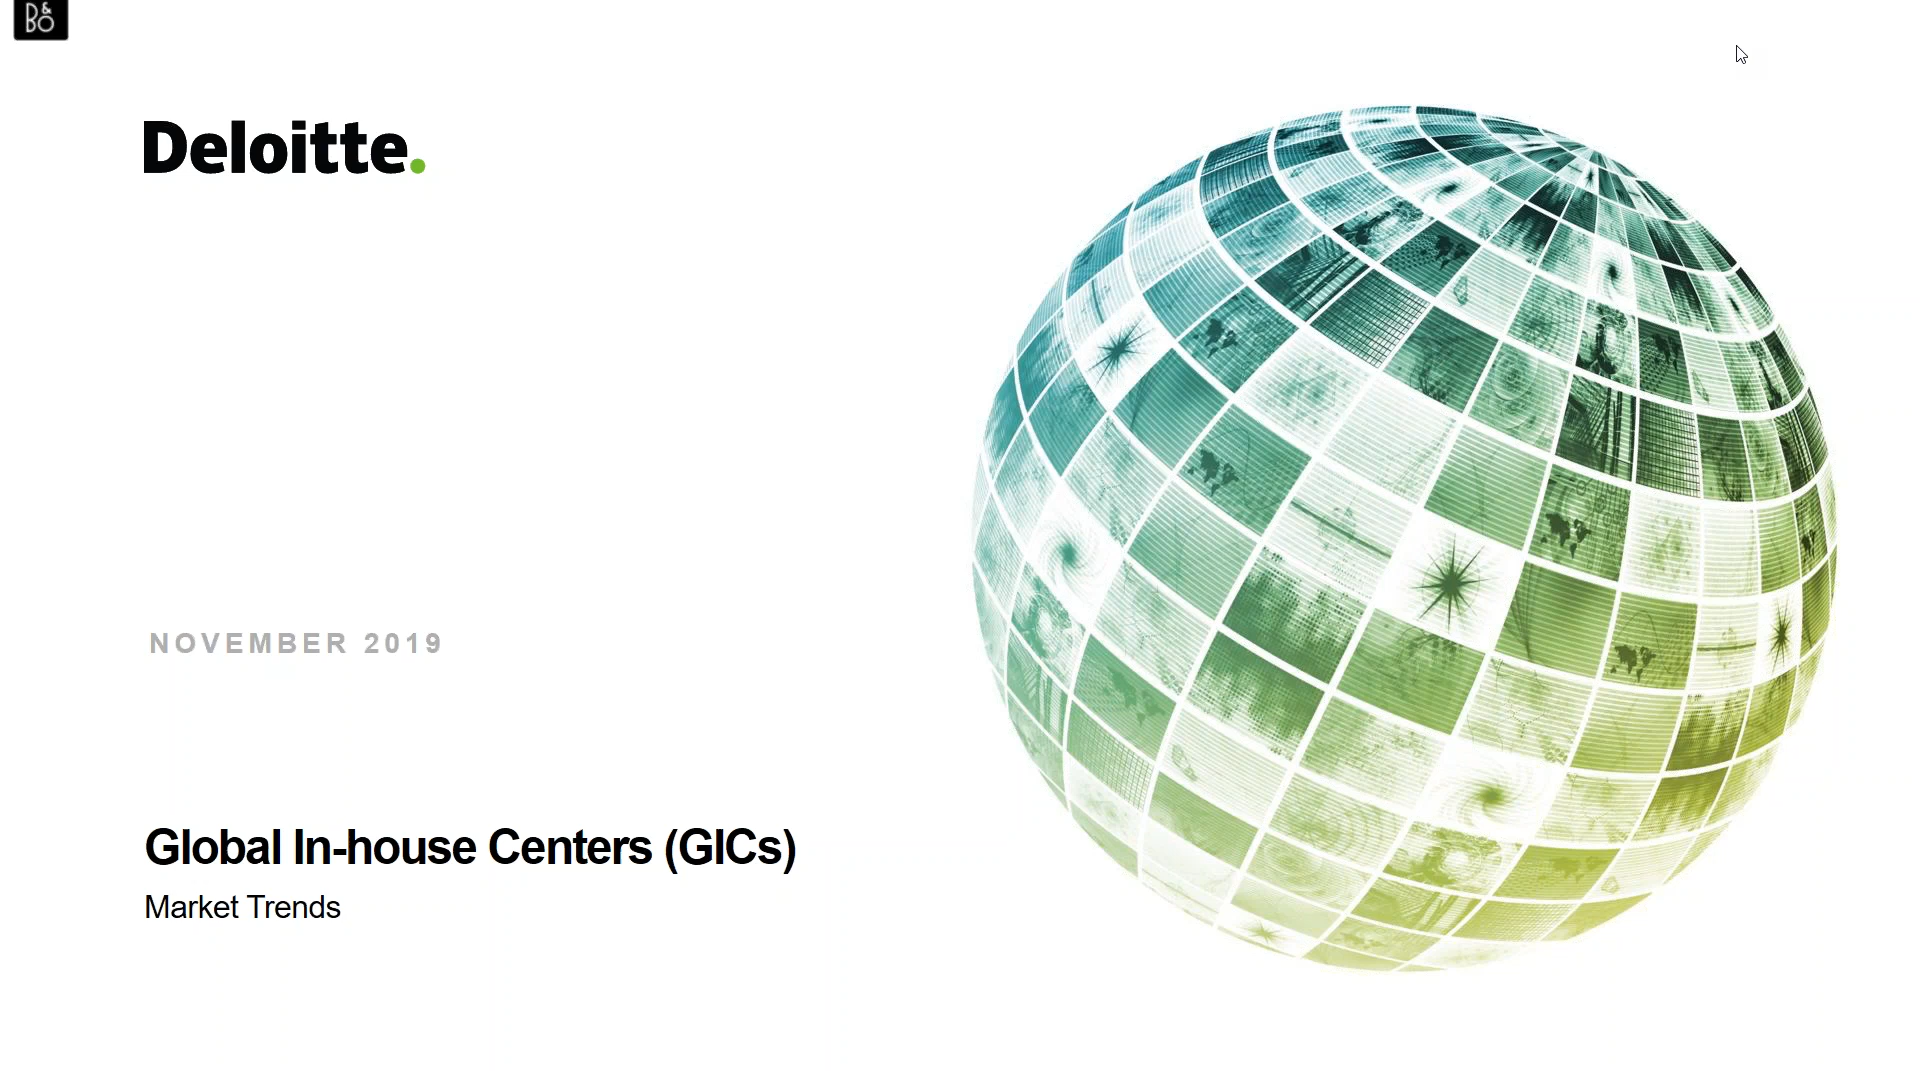 B&O
Deloitte.
NOVEMBER 2019
Global In-house Centers (GICs)
Market Trends